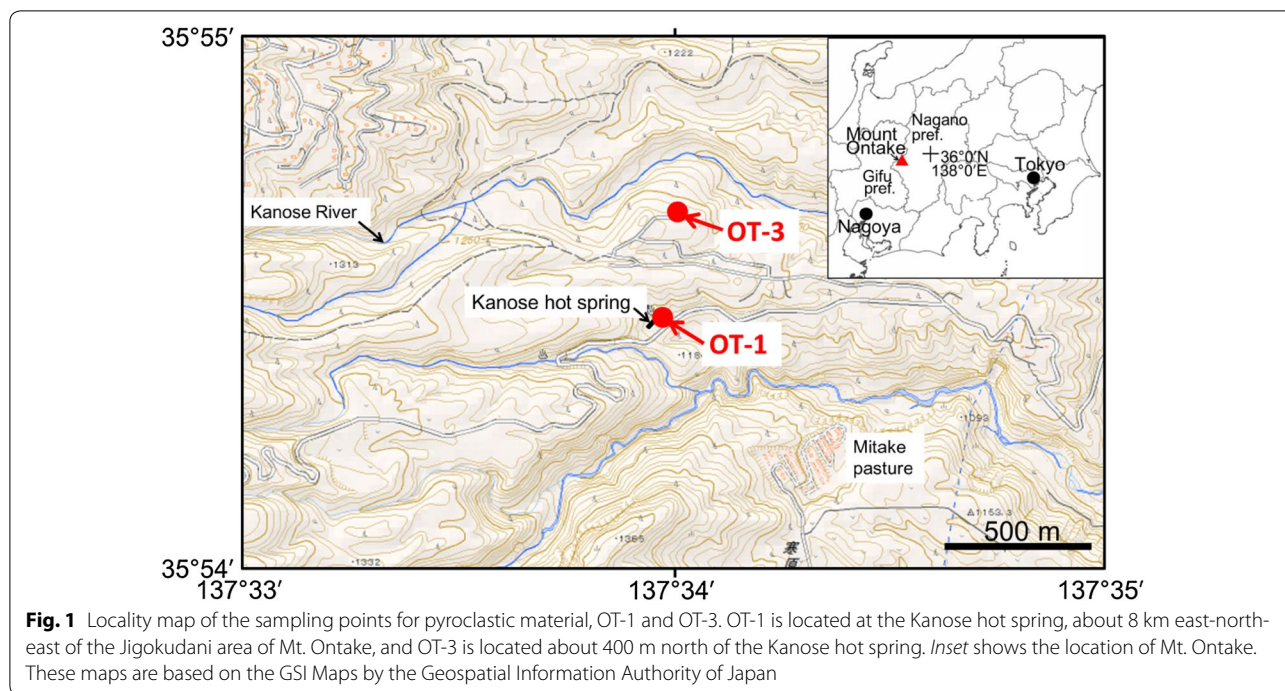 35°55′
·1222
Nagano
pref.
Mount
Ontake
36°0′N
138°0′E
Tokyo
Gifu
pref.
Nagoya
Kanose River
1250
OT-3
·1313
Kanose hot spring
OT-1
·1093
Mitake
pasture
△1153.3
500 m
·1365
寒
原
·1332
35°54′
137°33′
137°34′
137°35′
Fig. 1 Locality map of the sampling points for pyroclastic material, OT-1 and OT-3. OT-1 is located at the Kanose hot spring, about 8 km east-north-
east of the Jigokudani area of Mt. Ontake, and OT-3 is located about 400 m north of the Kanose hot spring. Inset shows the location of Mt. Ontake.
These maps are based on the GSI Maps by the Geospatial Information Authority of Japan